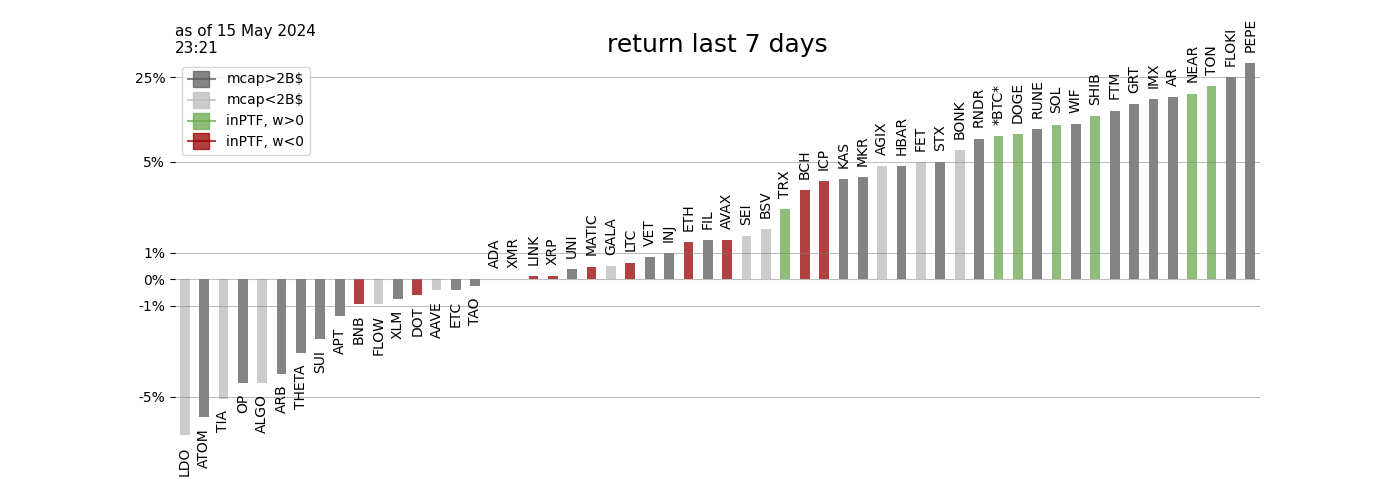 as of 15 May 2024
23:21
return last 7 days
mcap>2B$
mcap<2B$
inPTF, w>0
inPTF, w<0
25%
5%
1%
0%
-1%
-5%
LDO
ATOM
TIA
OP
ALGO
ARB
THETA
SUI
APT
BNB
FLOW
XLM
DOT
AAVE
ETC
TAO
ADA
XMR
LINK
XRP
UNI
MATIC
GALA
LTC
VET
INJ
ETH
FIL
AVAX
SEI
BSV
TRX
BCH
ICP
KAS
MKR
AGIX
HBAR
FET
STX
BONK
RNDR
*BTC*
DOGE
RUNE
SOL
WIF
SHIB
FTM
GRT
IMX
AR
NEAR
TON
FLOKI
PEPE